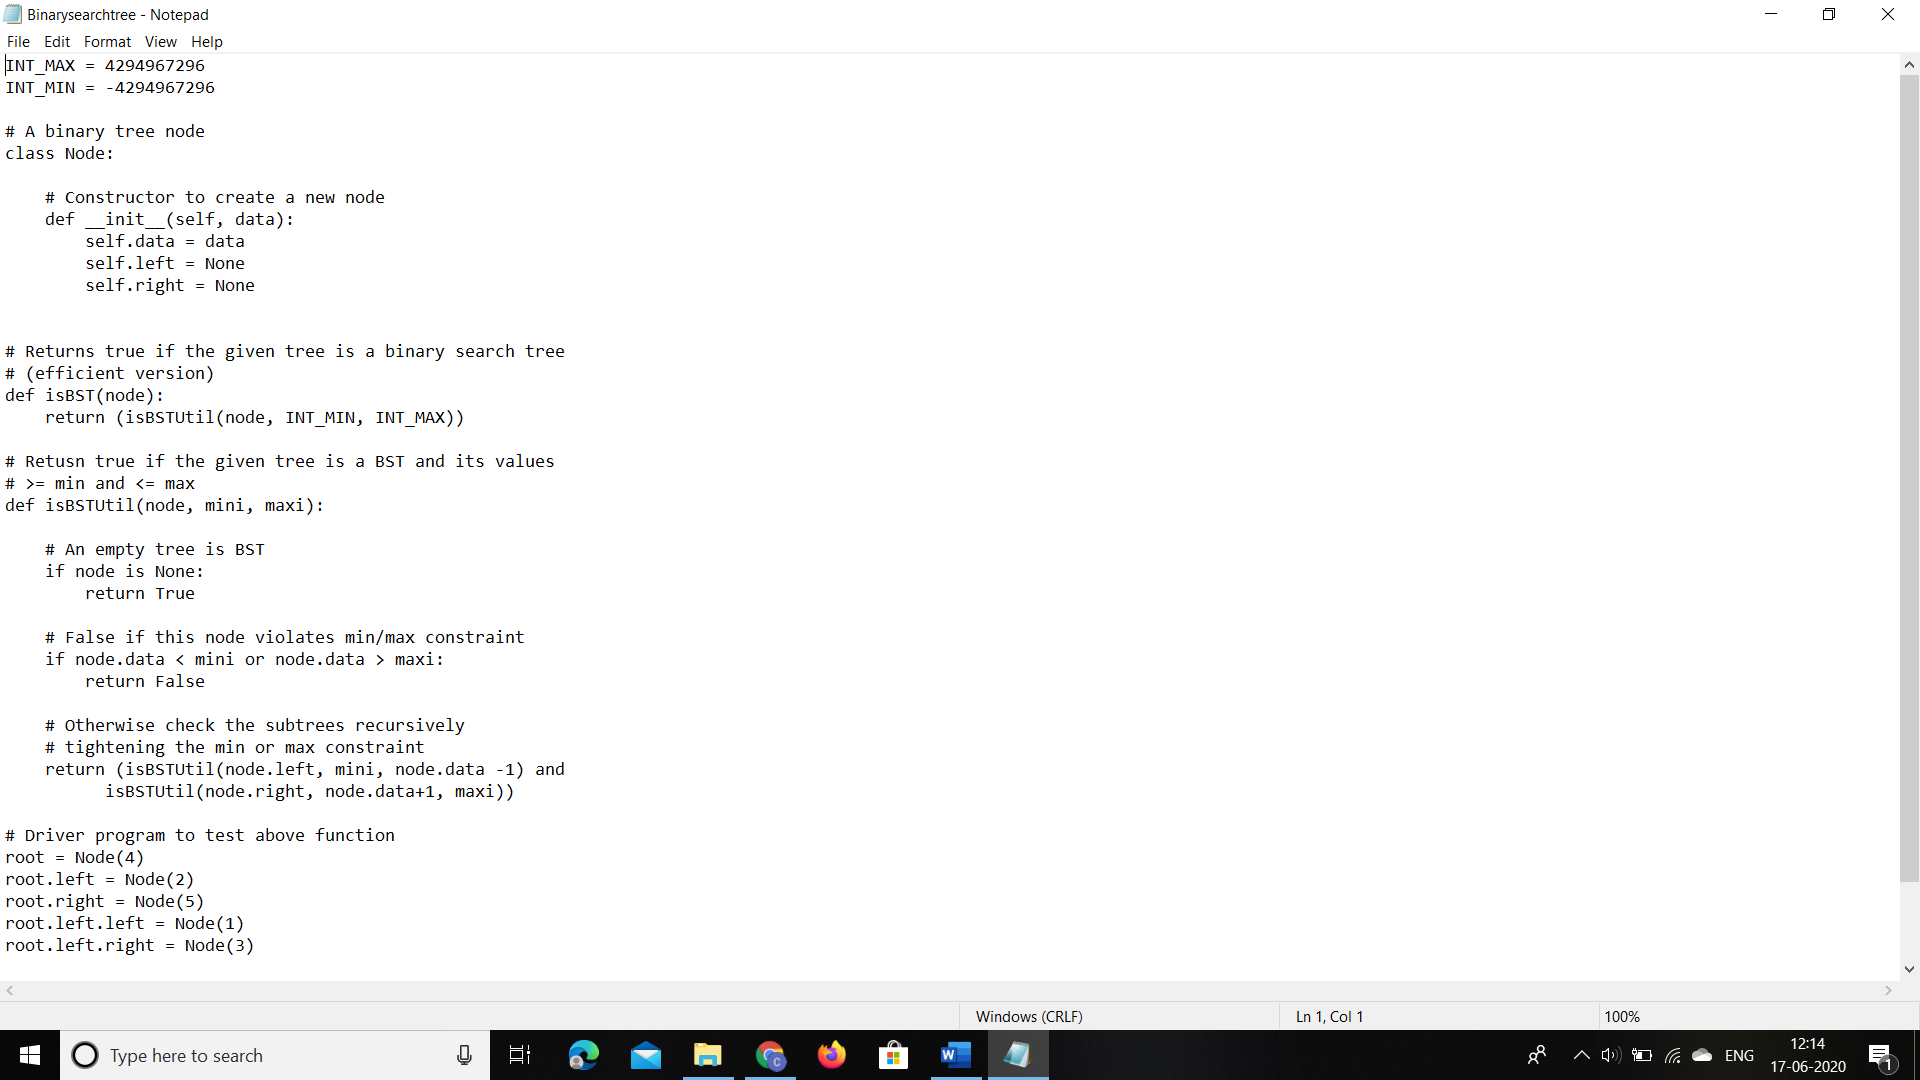 Binarysearchtree - Notepad
File Edit Format View Help
INT_MAX = 4294967296
INT_MIN = -4294967296

# A binary tree node
class Node:

    # Constructor to create a new node
    def __init__(self, data):
        self.data = data
        self.left = None
        self.right = None


# Returns true if the given tree is a binary search tree
# (efficient version)
def isBST(node):
    return (isBSTUtil(node, INT_MIN, INT_MAX))

# Retusn true if the given tree is a BST and its values
# >= min and <= max
def isBSTUtil(node, mini, maxi):

    # An empty tree is BST
    if node is None:
        return True

    # False if this node violates min/max constraint
    if node.data < mini or node.data > maxi:
        return False

    # Otherwise check the subtrees recursively
    # tightening the min or max constraint
    return (isBSTUtil(node.left, mini, node.data -1) and
          isBSTUtil(node.right, node.data+1, maxi))

# Driver program to test above function
root = Node(4)
root.left = Node(2)
root.right = Node(5)
root.left.left = Node(1)
root.left.right = Node(3)
Windows (CRLF) Ln 1, Col 1 100%
Type here to search
ENG
12:14
17-06-2020
1